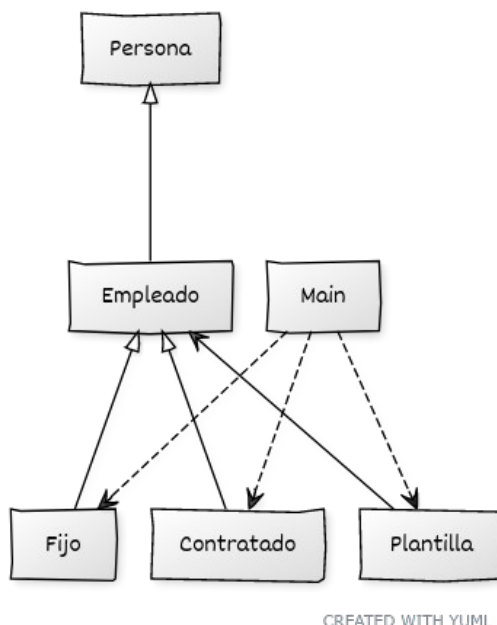 Persona
Empleado
Main
Fijo
Contratado
Plantilla
CREATED WITH YUML